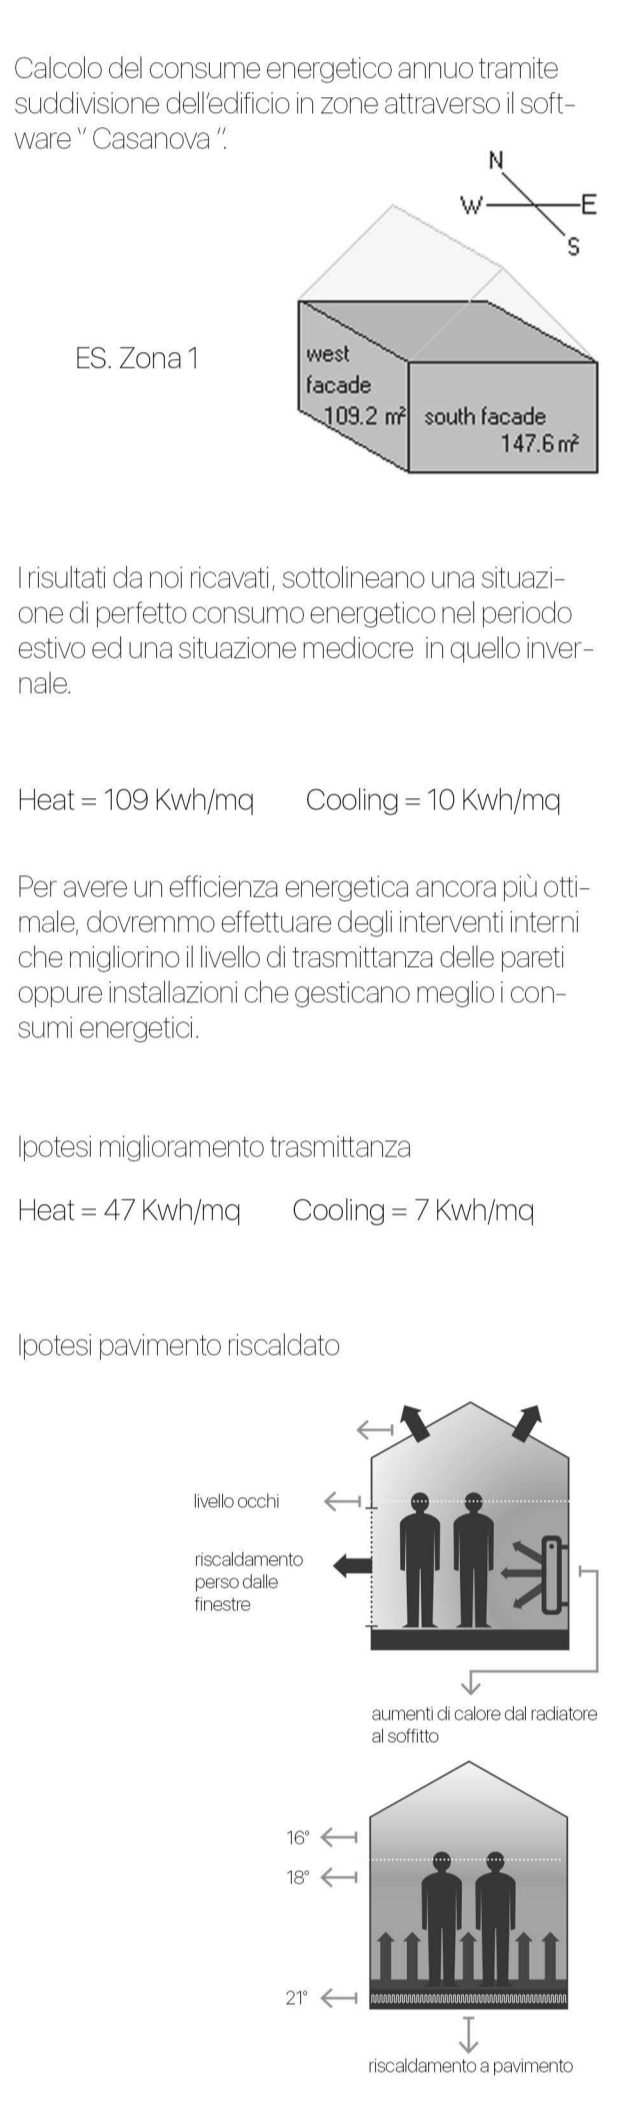 Calcolo del consume energetico annuo tramite
suddivisione dell'edificio in zone attraverso il soft-
ware " Casanova ".
N
W
E
S
ES. Zona 1
west
facade
109.2 m²
south facade
147.6 m²
I risultati da noi ricavati, sottolineano una situazi-
one di perfetto consumo energetico nel periodo
estivo ed una situazione mediocre in quello inver-
nale.
Heat = 109 Kwh/mq Cooling = 10 Kwh/mq
Per avere un efficienza energetica ancora più otti-
male, dovremmo effettuare degli interventi interni
che migliorino il livello di trasmittanza delle pareti
oppure installazioni che gesticano meglio i con-
sumi energetici.
Ipotesi miglioramento trasmittanza
Heat = 47 Kwh/mq Cooling = 7 Kwh/mq
Ipotesi pavimento riscaldato
livello occhi
riscaldamento
perso dalle
finestre
aumenti di calore dal radiatore
al soffitto
16°
18°
21°
riscaldamento a pavimento